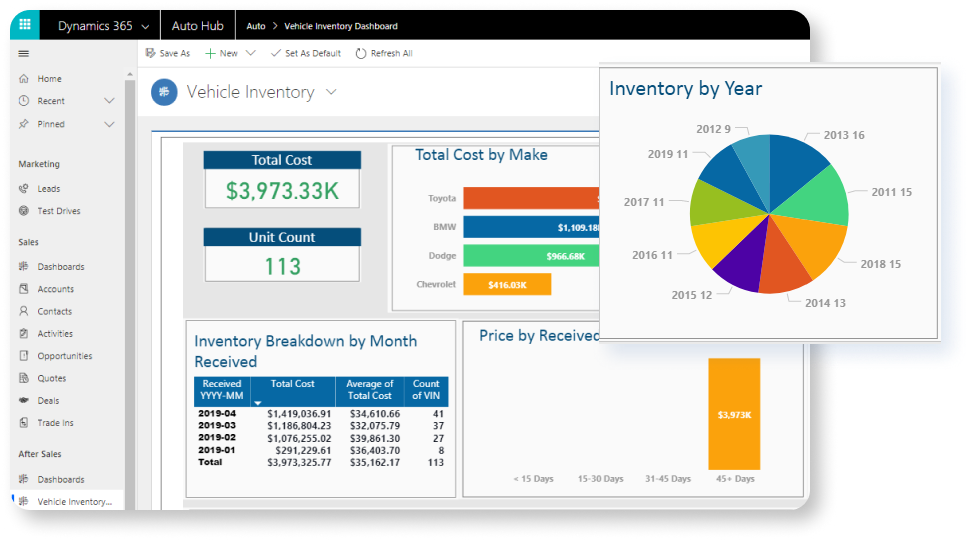 Dynamics 365
Auto Hub
Auto > Vehicle Inventory Dashboard
Save As
New
Set As Default
Refresh All
Home
Recent
Pinned
Marketing
Leads
Test Drives
Sales
Dashboards
Accounts
Contacts
Activities
Opportunities
Quotes
Deals
Trade Ins
After Sales
Dashboards
Vehicle Inventory...
Vehicle Inventory
Total Cost
$3,973.33K
Unit Count
113
Total Cost by Make
Toyota
BMW $1,109.18
Dodge $966.68K
Chevrolet $416.03K
Inventory by Year
2012 9
2013 16
2019 11
2011 15
2017 11
2016 11
2018 15
2015 12
2014 13
Inventory Breakdown by Month
Received
Received Total Cost Average of Count
YYYY-MM Total Cost of VIN
2019-04 $1,419,036.91 $34,610.66 41
2019-03 $1,186,804.23 $32,075.79 37
2019-02 $1,076,255.02 $39,861.30 27
2019-01 $291,229.61 $36,403.70 8
Total $3,973,325.77 $35,162.17 113
Price by Received
$3,973K
< 15 Days 15-30 Days 31-45 Days 45+ Days